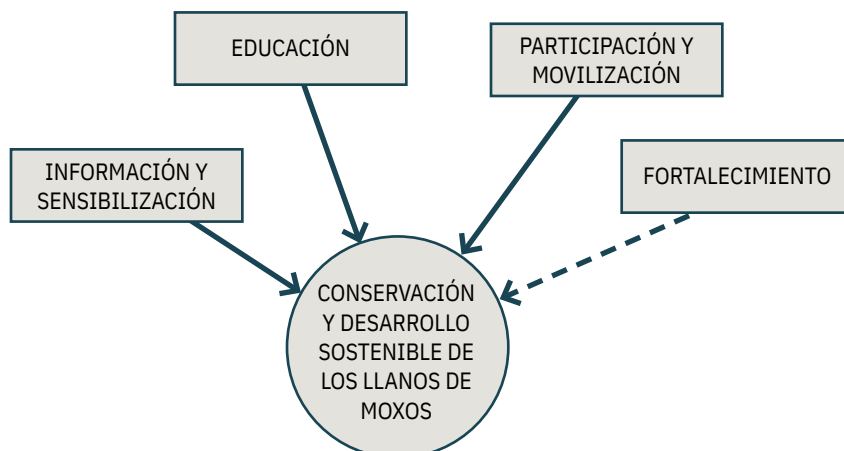 EDUCACIÓN
PARTICIPACIÓN Y
MOVILIZACIÓN
INFORMACIÓN Y
SENSIBILIZACIÓN
FORTALECIMIENTO
CONSERVACIÓN
Y DESARROLLO
SOSTENIBLE DE
LOS LLANOS DE
MOXOS